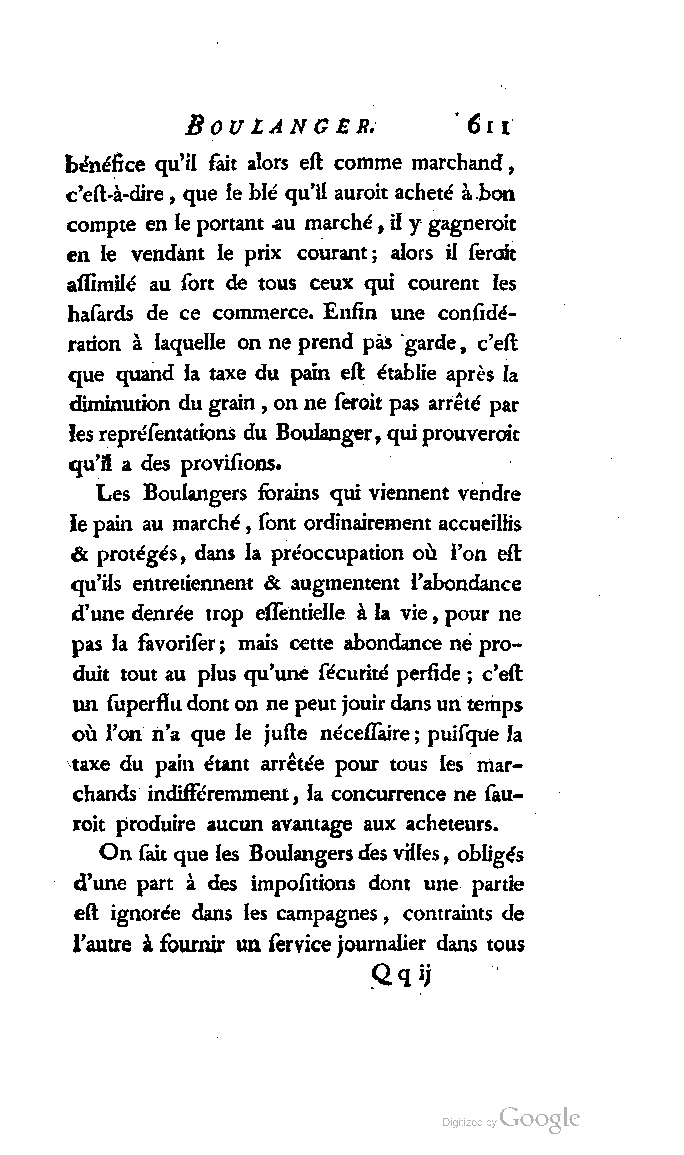 BOULANGER. 611
bénéfice qu'il fait alors eſt comme marchand,
c'eſt-à-dire, que le blé qu'il auroit acheté à bon
compte en le portant au marché, il y gagneroit
en le vendant le prix courant; alors il ſeroit
aſſimilé au ſort de tous ceux qui courent les
haſards de ce commerce. Enfin une conſidé-
ration à laquelle on ne prend pas garde, c'eſt
que quand la taxe du pain eſt établie après la
diminution du grain, on ne ſeroit pas arrêté par
les repréſentations du Boulanger, qui prouveroit
qu'il a des proviſions.
Les Boulangers forains qui viennent vendre
le pain au marché, ſont ordinairement accueillis
& protégés, dans la préoccupation où l'on eſt
qu'ils entretiennent & augmentent l'abondance
d'une denrée trop eſſentielle à la vie, pour ne
pas la favoriſer; mais cette abondance ne pro-
duit tout au plus qu'une ſécurité perfide; c'eſt
un ſuperflu dont on ne peut jouir dans un temps
où l'on n'a que le juſte néceſſaire; puiſque la
taxe du pain étant arrêtée pour tous les mar-
chands indifféremment, la concurrence ne ſau-
roit produire aucun avantage aux acheteurs.
On ſait que les Boulangers des villes, obligés
d'une part à des impoſitions dont une partie
eſt ignorée dans les campagnes, contraints de
l'autre à fournir un ſervice journalier dans tous
Qq ij
Digitized by Google